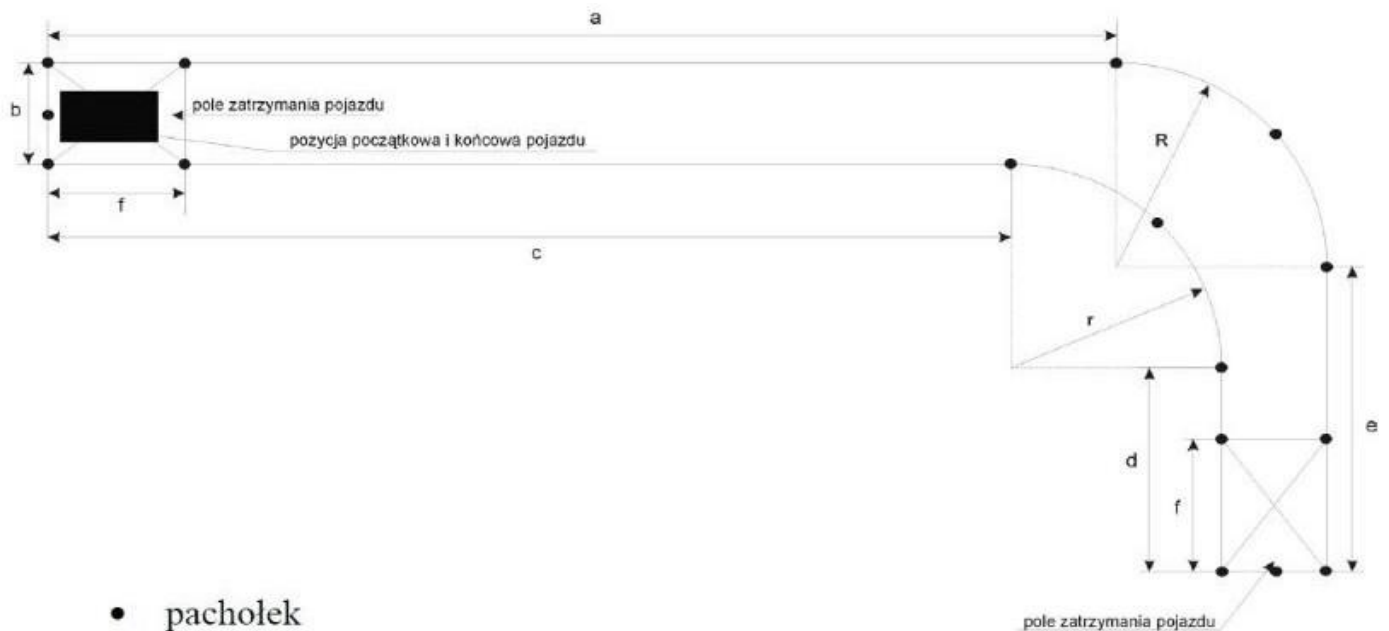 a
b
pole zatrzymania pojazdu
pozycja początkowa i końcowa pojazdu
R
f
c
r
d
e
f
pachołek
pole zatrzymania pojazdu